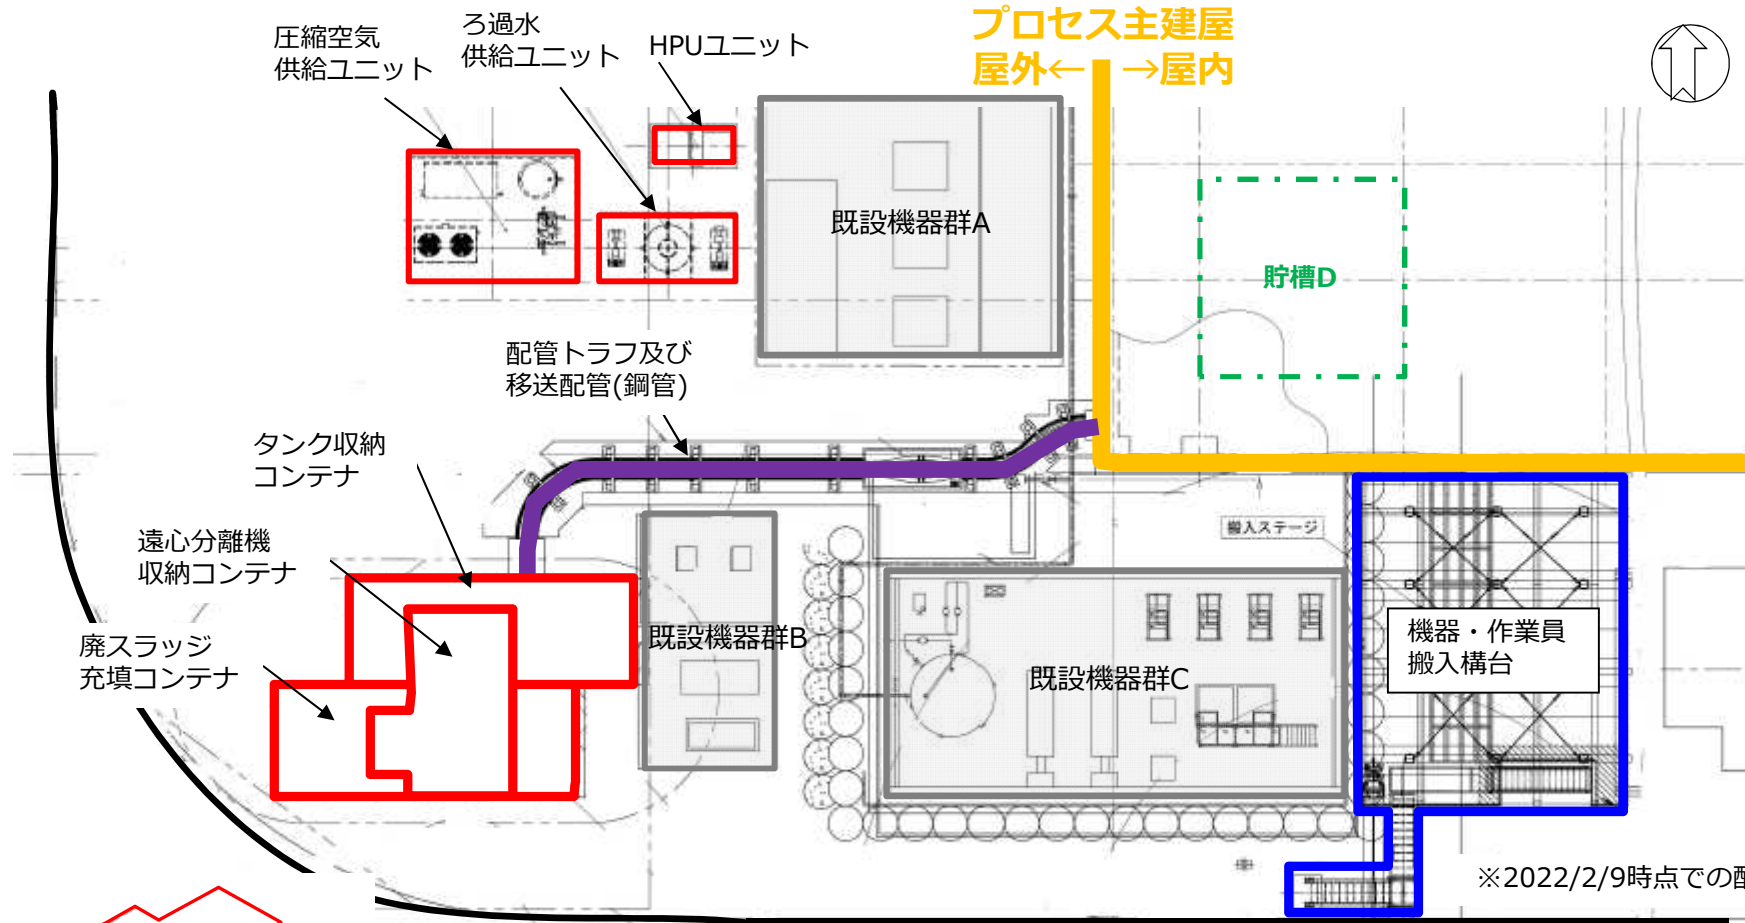 プロセス主建屋
屋外← →屋内
圧縮空気
供給ユニット
ろ過水
供給ユニット
HPUユニット
既設機器群A
貯槽D
配管トラフ及び
移送配管(鋼管)
タンク収納
コンテナ
遠心分離機
収納コンテナ
廃スラッジ
充填コンテナ
既設機器群B
既設機器群C
搬入ステージ
機器・作業員
搬入構台
※2022/2/9時点での配